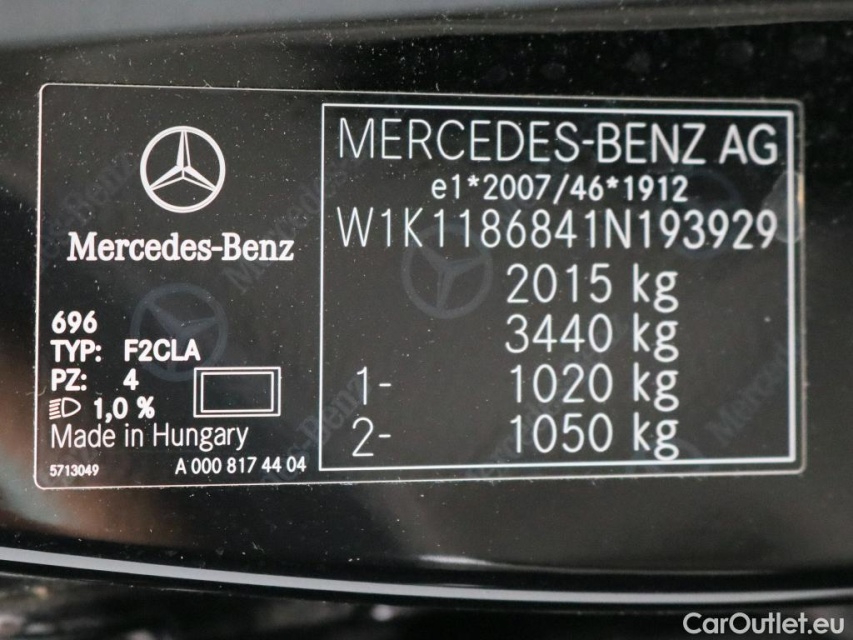 Mercedes-Benz
696
TYP: F2CLA
PZ: 4
1,0 %
Made in Hungary
5713049 A 000 817 44 04
MERCEDES-BENZ AG
e1*2007/46*1912
W1K1186841N193929
2015 kg
3440 kg
1- 1020 kg
2- 1050 kg
CarOutlet.eu